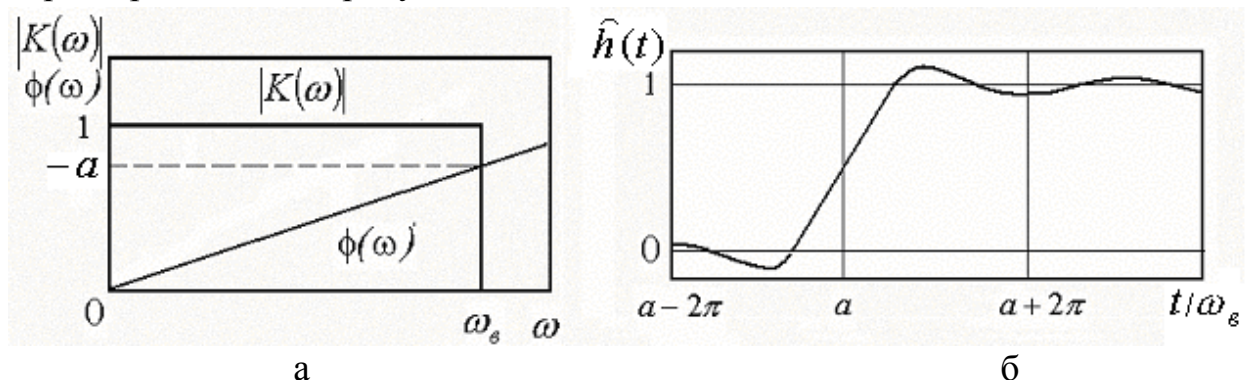 |K(ω)|
ϕ(ω)
|K(ω)|
1
−a
ϕ(ω)
0
ω_в
ω
ĥ(t)
1
0
a − 2π
a
a + 2π
t/ω_в
а
б